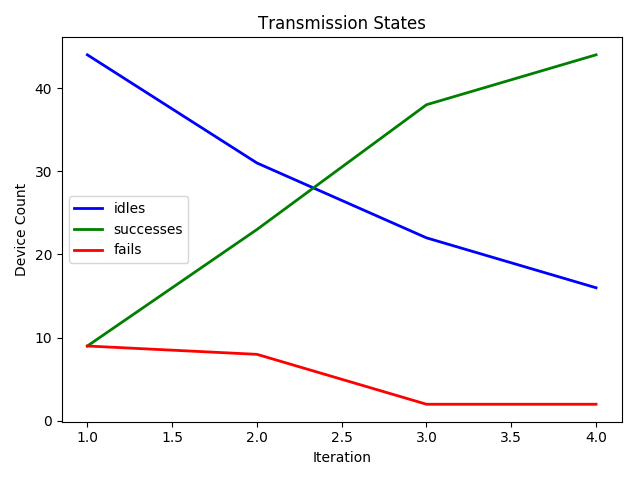 Transmission States
Device Count
40
30
20
10
0
idles
successes
fails
1.0 1.5 2.0 2.5 3.0 3.5 4.0
Iteration